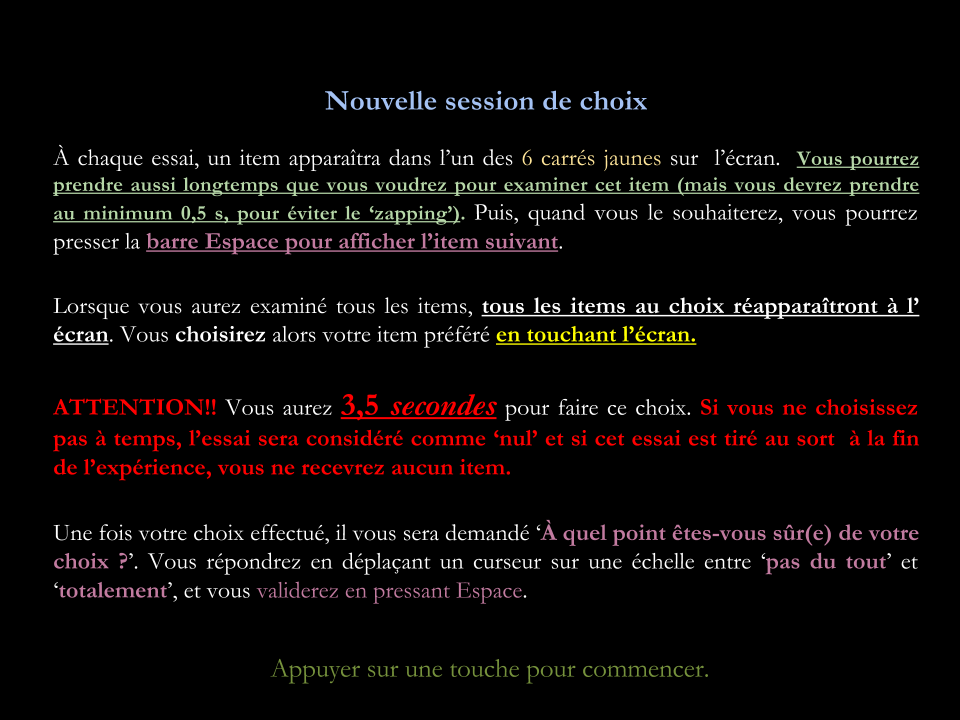 Nouvelle session de choix
À chaque essai, un item apparaîtra dans l’un des 6 carrés jaunes sur l’écran. Vous pourrez
prendre aussi longtemps que vous voudrez pour examiner cet item (mais vous devrez prendre
au minimum 0,5 s, pour éviter le ‘zapping’). Puis, quand vous le souhaiterez, vous pourrez
presser la barre Espace pour afficher l’item suivant.
Lorsque vous aurez examiné tous les items, tous les items au choix réapparaîtront à l’
écran. Vous choisirez alors votre item préféré en touchant l’écran.
ATTENTION!! Vous aurez 3,5 secondes pour faire ce choix. Si vous ne choisissez
pas à temps, l’essai sera considéré comme ‘nul’ et si cet essai est tiré au sort à la fin
de l’expérience, vous ne recevrez aucun item.
Une fois votre choix effectué, il vous sera demandé ‘À quel point êtes-vous sûr(e) de votre
choix ?’. Vous répondrez en déplaçant un curseur sur une échelle entre ‘pas du tout’ et
‘totalement’, et vous validerez en pressant Espace.
Appuyer sur une touche pour commencer.